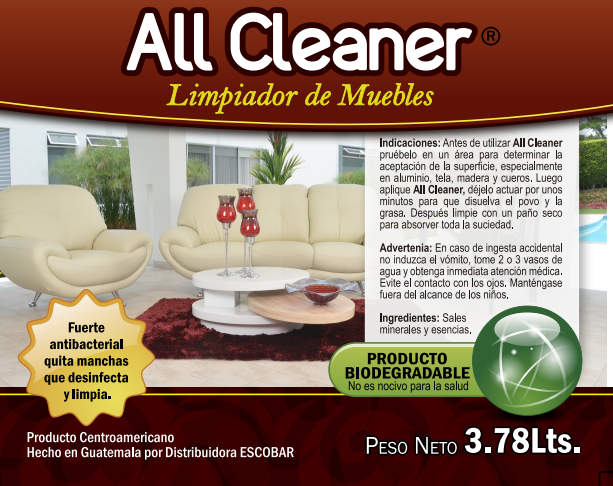 All Cleaner ®
Limpiador de Muebles
Indicaciones: Antes de utilizar All Cleaner
pruébelo en un área para determinar la
aceptación de la superficie, especialmente
en aluminio, tela, madera y cueros. Luego
aplique All Cleaner, déjelo actuar por unos
minutos para que disuelva el povo y la
grasa. Después limpie con un paño seco
para absorver toda la suciedad.
Advertenia: En caso de ingesta accidental
no induzca el vómito, tome 2 o 3 vasos de
agua y obtenga inmediata atención médica.
Evite el contacto con los ojos. Manténgase
fuera del alcance de los niños.
Ingredientes: Sales
minerales y esencias.
Fuerte
antibacterial
quita manchas
que desinfecta
y limpia.
PRODUCTO
BIODEGRADABLE
No es nocivo para la salud
Producto Centroamericano
Hecho en Guatemala por Distribuidora ESCOBAR
PESO NETO 3.78Lts.